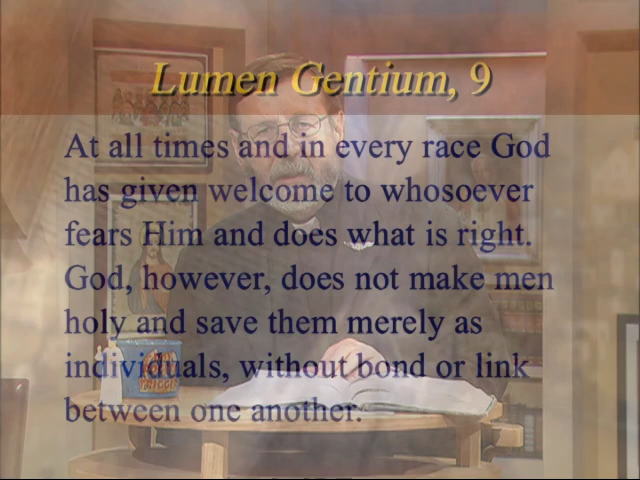 Lumen Gentium, 9
At all times and in every race God
has given welcome to whosoever
fears Him and does what is right.
God, however, does not make men
holy and save them merely as
individuals, without bond or link
between one another.